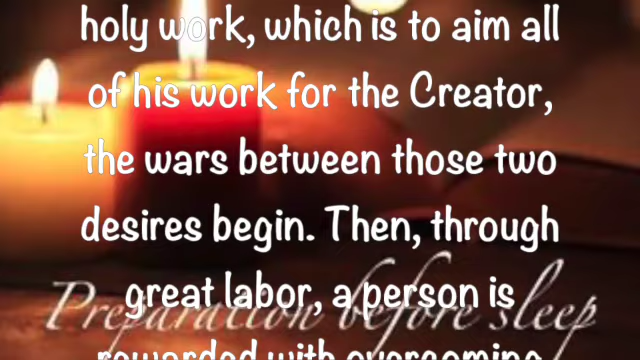 holy work, which is to aim all
of his work for the Creator,
the wars between those two
desires begin. Then, through
great labor, a person is
Preparation before sleep
rewarded with overcoming